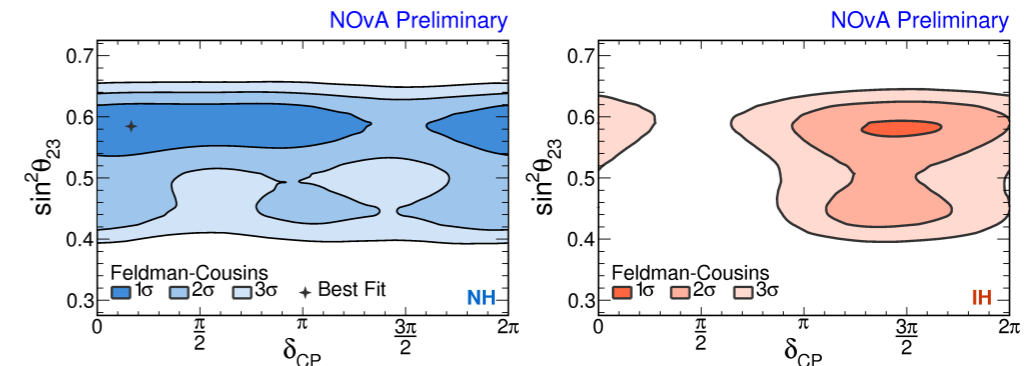 NOvA Preliminary
sin²θ₂₃
0.7
0.6
0.5
0.4
0.3
Feldman-Cousins
1σ 2σ 3σ Best Fit
NH
0 π/2 π 3π/2 2π
δCP
NOvA Preliminary
sin²θ₂₃
0.7
0.6
0.5
0.4
0.3
Feldman-Cousins
1σ 2σ 3σ
IH
0 π/2 π 3π/2 2π
δCP